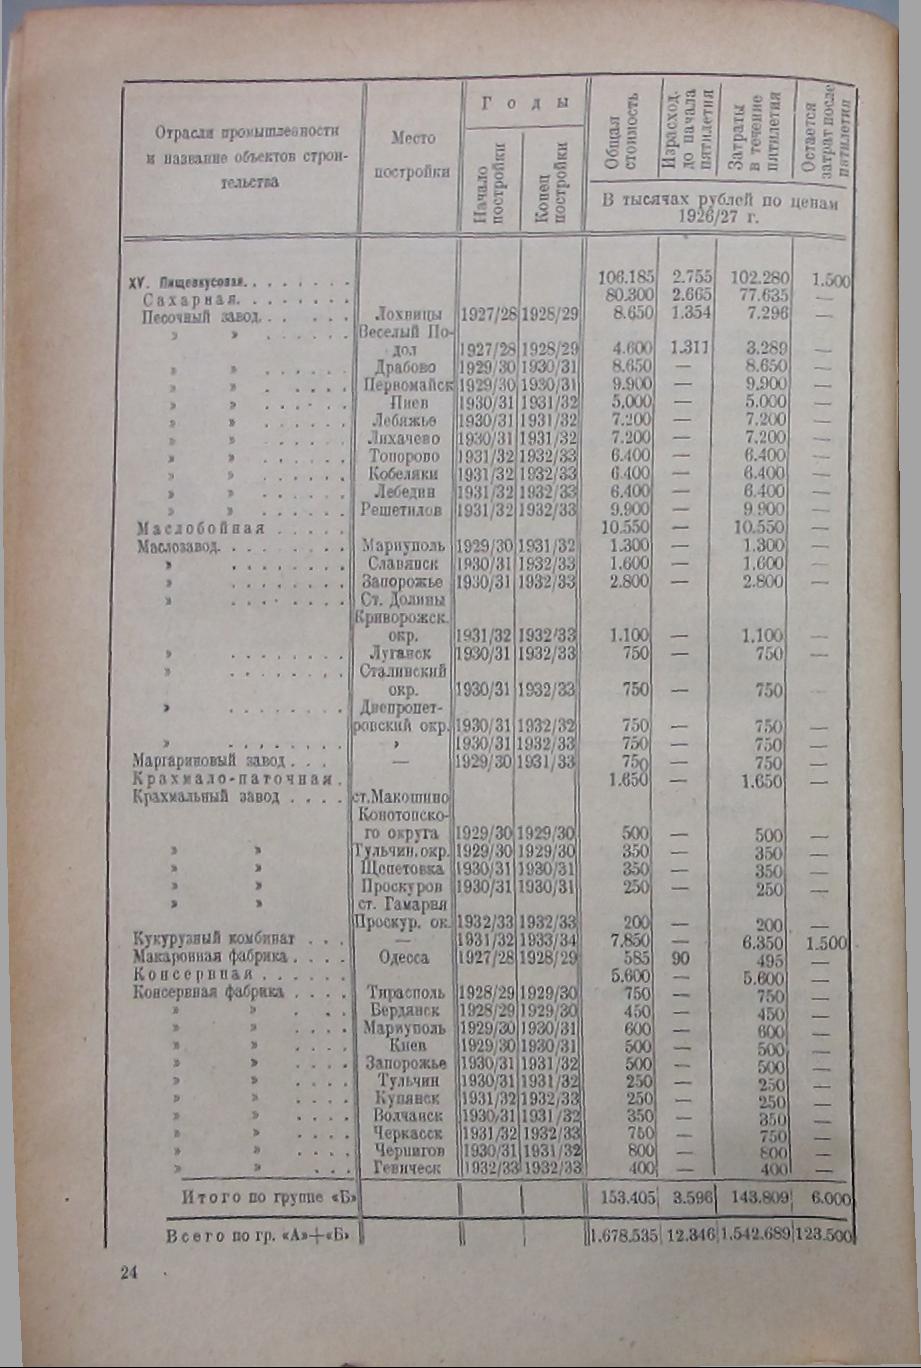 Отрасли промышленности и название объектов строительства | Место постройки | Годы | Общая стоимость | Израсход. до начала пятилетия | Затраты в течение пятилетия | Остается затрат после пятилетия
Начало постройки | Конец постройки | В тысячах рублей по ценам 1926/27 г.
XV. Пищевкусовая. 106.185 2.755 102.280 1.500
Сахарная. 80.300 2.665 77.635 —
Песочный завод. Лохвицы 1927/28 1928/29 8.650 1.354 7.296 —
» » Веселый По-
дол 1927/28 1928/29 4.600 1.311 3.289 —
» » Драбово 1929/30 1930/31 8.650 — 8.650 —
» » Первомайск 1929/30 1930/31 9.900 — 9.900 —
» » 1930/31 1931/32 5.000 — 5.000 —
» » Лебяжье 1930/31 1931/32 7.200 — 7.200 —
» » Лихачево 1930/31 1931/32 7.200 — 7.200 —
» » Топорово 1931/32 1932/33 6.400 — 6.400 —
» » Кобеляки 1931/32 1932/33 6.400 — 6.400 —
» » Лебедин 1931/32 1932/33 6.400 — 6.400 —
» » Решетилов 1931/32 1932/33 9.900 — 9.900 —
Маслобойная 10.550 — 10.550 —
Маслозавод. Мариуполь 1929/30 1931/32 1.300 — 1.300 —
» Славянск 1930/31 1932/33 1.600 — 1.600 —
» Запорожье 1930/31 1932/33 2.800 — 2.800 —
» Ст. Долины
Криворожск.
окр. 1931/32 1932/33 1.100 — 1.100 —
» Луганск 1930/31 1932/33 750 — 750 —
» Сталинский
окр. 1930/31 1932/33 750 — 750 —
» Днепропет-
ровский окр. 1930/31 1932/32 750 — 750 —
» » 1930/31 1932/33 750 — 750 —
Маргариновый завод — 1929/30 1931/33 750 — 750 —
Крахмало-паточная. 1.650 — 1.650 —
Крахмальный завод ст. Макошино
Конотопско-
го округа 1929/30 1929/30 500 — 500 —
» » Тульчин. окр. 1929/30 1929/30 350 — 350 —
» » Щепетовка 1930/31 1930/31 350 — 350 —
» » Проскуров 1930/31 1930/31 250 — 250 —
» » ст. Гамарня
Проскур. ок. 1932/33 1932/33 200 — 200 —
Кукурузный комбинат — 1931/32 1933/34 7.850 — 6.350 1.500
Макаронная фабрика Одесса 1927/28 1928/29 585 90 495 —
Консервная 5.600 — 5.600 —
Консервная фабрика Тирасполь 1928/29 1929/30 750 — 750 —
» » Бердянск 1928/29 1929/30 450 — 450 —
» » Мариуполь 1929/30 1930/31 600 — 600 —
» » Киев 1929/30 1930/31 500 — 500 —
» » Запорожье 1930/31 1931/32 500 — 500 —
» » Тульчин 1930/31 1931/32 250 — 250 —
» » Купянск 1931/32 1932/33 250 — 250 —
» » Волчанск 1930/31 1931/32 350 — 350 —
» » Черкасск 1931/32 1932/33 750 — 750 —
» » Чернигов 1930/31 1931/32 800 — 800 —
» » Геническ 1932/33 1932/33 400 — 400 —
Итого по группе «Б» 153.405 3.596 143.809 6.000
Всего по гр. «А»+«Б» 1.678.535 12.346 1.542.689 123.500
24